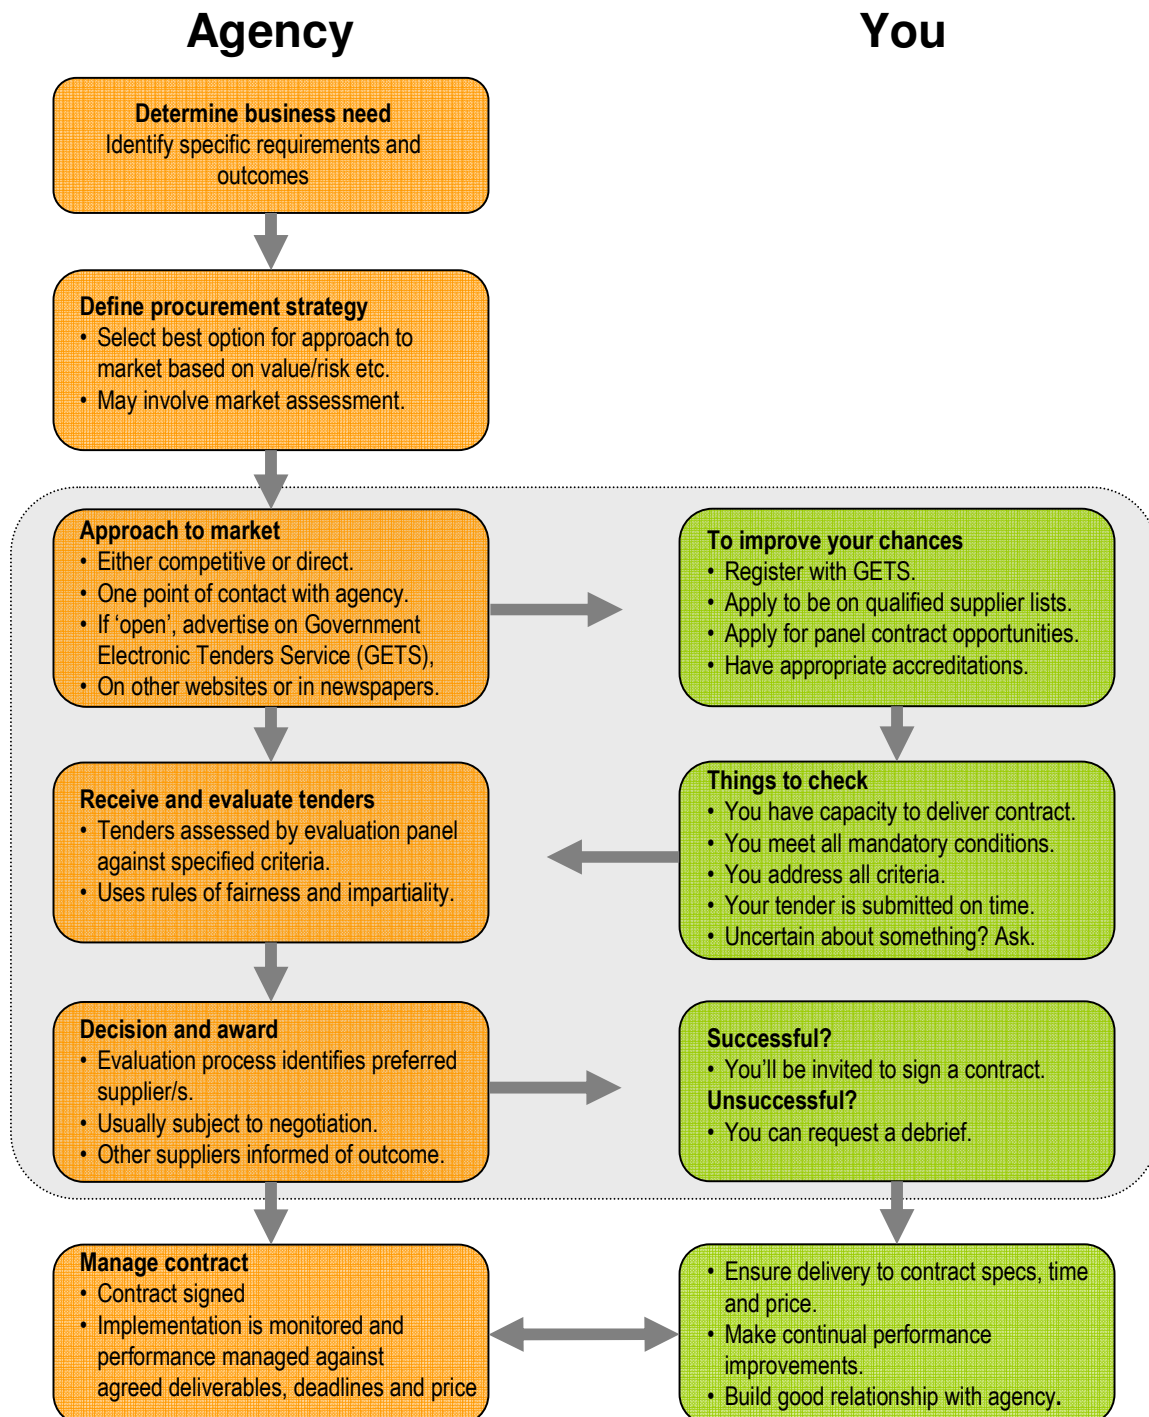 Agency
You
Determine business need
Identify specific requirements and
outcomes
Define procurement strategy
• Select best option for approach to
market based on value/risk etc.
• May involve market assessment.
Approach to market
• Either competitive or direct.
• One point of contact with agency.
• If ‘open’, advertise on Government
Electronic Tenders Service (GETS),
• On other websites or in newspapers.
To improve your chances
• Register with GETS.
• Apply to be on qualified supplier lists.
• Apply for panel contract opportunities.
• Have appropriate accreditations.
Receive and evaluate tenders
• Tenders assessed by evaluation panel
against specified criteria.
• Uses rules of fairness and impartiality.
Things to check
• You have capacity to deliver contract.
• You meet all mandatory conditions.
• You address all criteria.
• Your tender is submitted on time.
• Uncertain about something? Ask.
Decision and award
• Evaluation process identifies preferred
supplier/s.
• Usually subject to negotiation.
• Other suppliers informed of outcome.
Successful?
• You’ll be invited to sign a contract.
Unsuccessful?
• You can request a debrief.
Manage contract
• Contract signed
• Implementation is monitored and
performance managed against
agreed deliverables, deadlines and price
• Ensure delivery to contract specs, time
and price.
• Make continual performance
improvements.
• Build good relationship with agency.